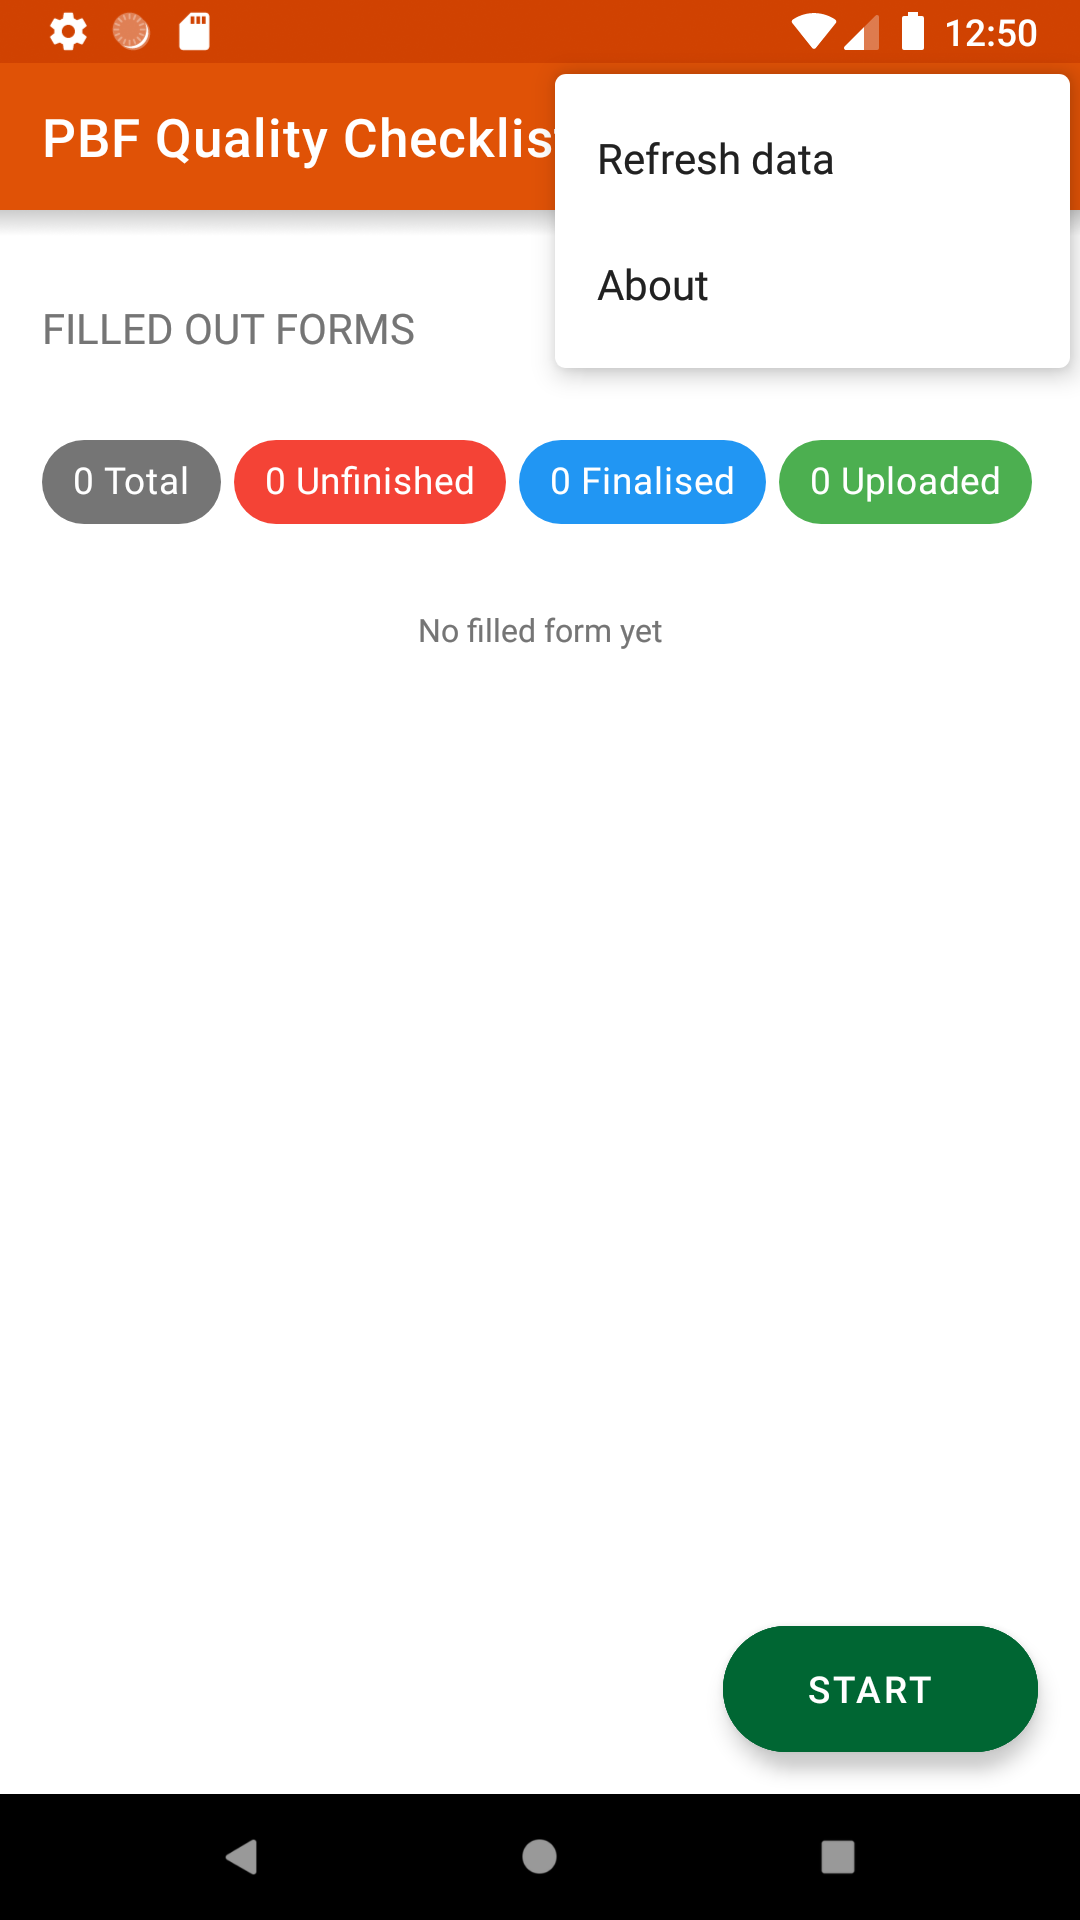 12:50
PBF Quality Checklis
Refresh data
About
FILLED OUT FORMS
0 Total
0 Unfinished
0 Finalised
0 Uploaded
No filled form yet
START